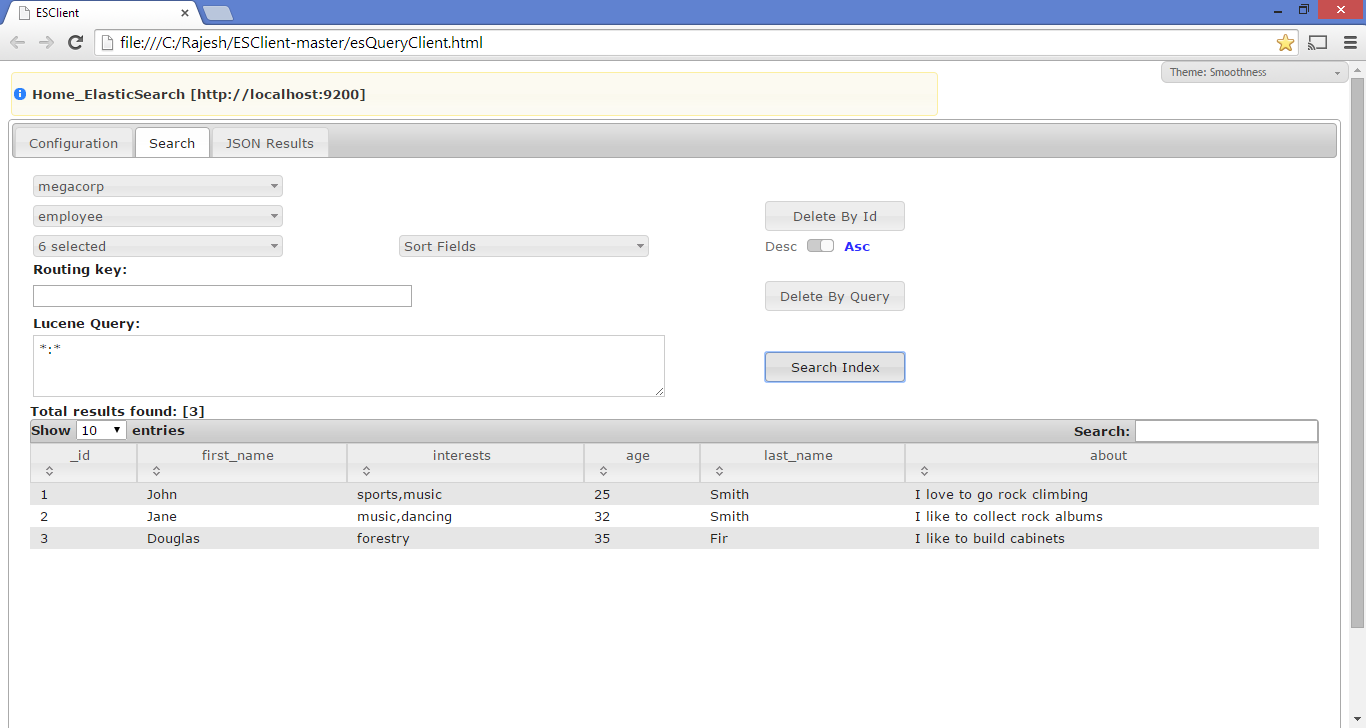 ESClient
file:///C:/Rajesh/ESClient-master/esQueryClient.html
Theme: Smoothness
Home_ElasticSearch [http://localhost:9200]
Configuration Search JSON Results
megacorp
employee Delete By Id
6 selected Sort Fields Desc Asc
Routing key:
Delete By Query
Lucene Query:
*:*
Search Index
Total results found: [3]
Show 10 entries Search:
_id first_name interests age last_name about
1 John sports,music 25 Smith I love to go rock climbing
2 Jane music,dancing 32 Smith I like to collect rock albums
3 Douglas forestry 35 Fir I like to build cabinets